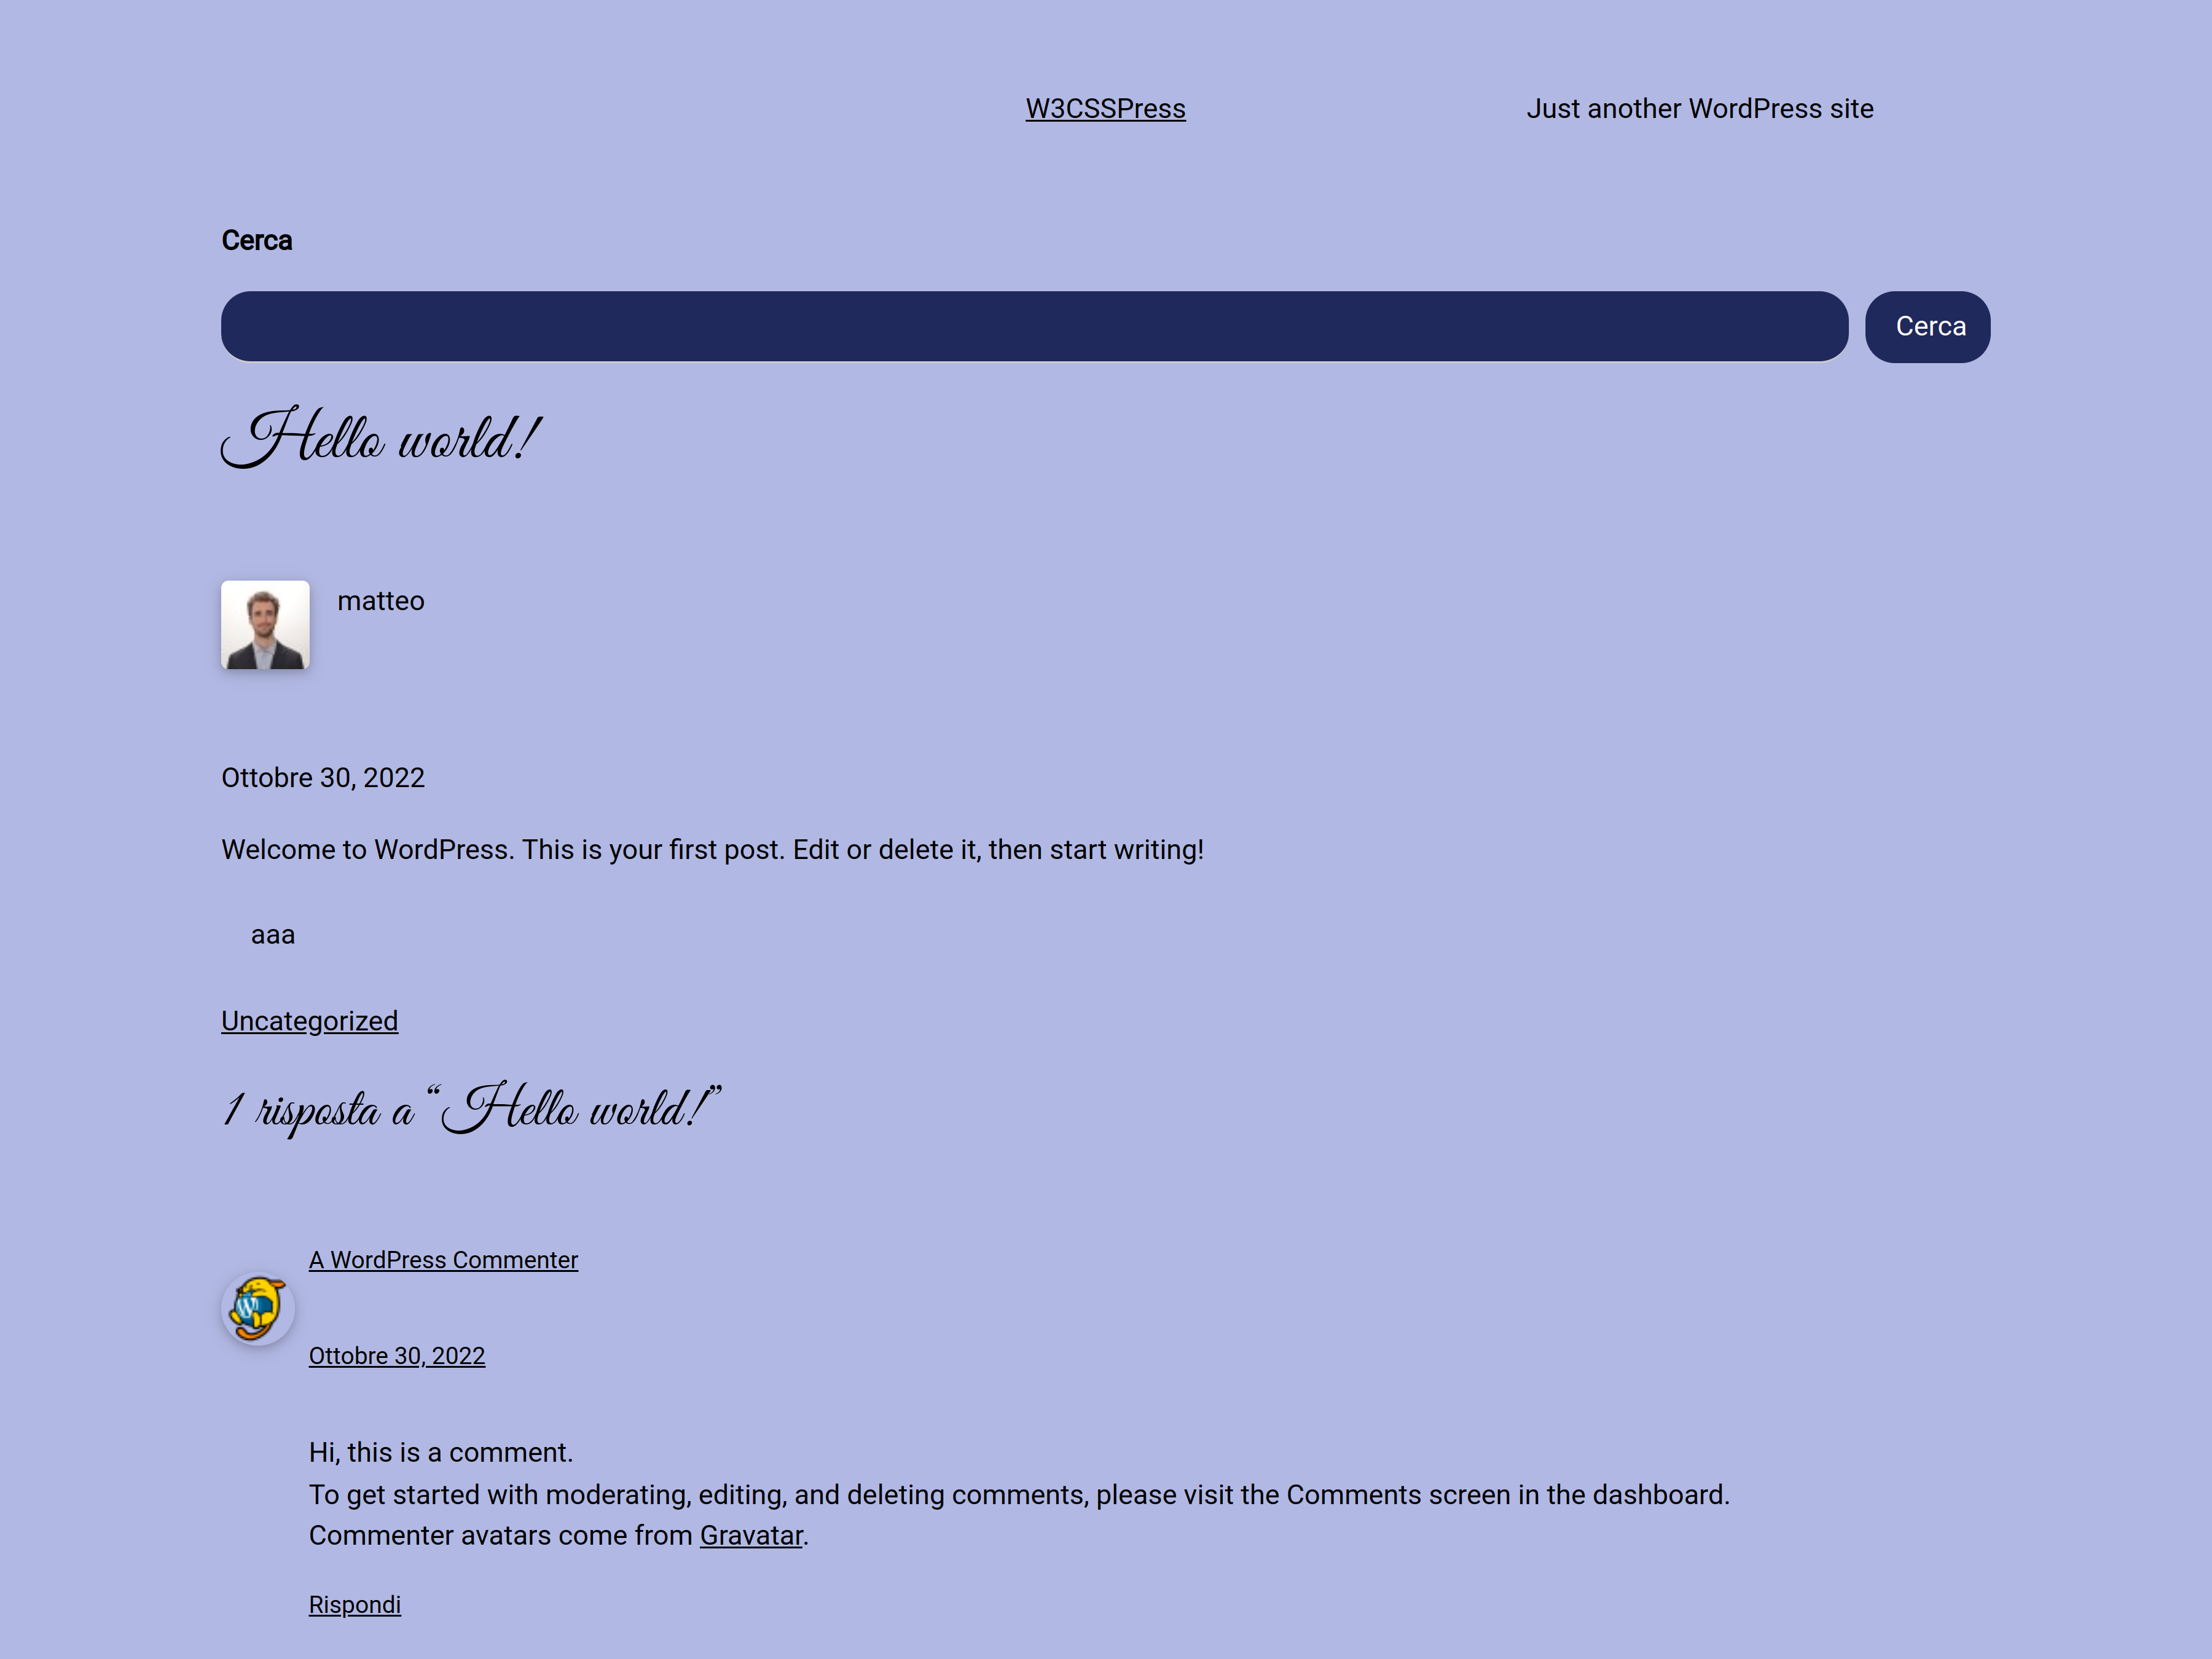 W3CSSPress
Just another WordPress site
Cerca
Cerca
Hello world!
matteo
Ottobre 30, 2022
Welcome to WordPress. This is your first post. Edit or delete it, then start writing!
aaa
Uncategorized
1 risposta a “Hello world!”
A WordPress Commenter
W
Ottobre 30, 2022
Hi, this is a comment.
To get started with moderating, editing, and deleting comments, please visit the Comments screen in the dashboard.
Commenter avatars come from Gravatar.
Rispondi